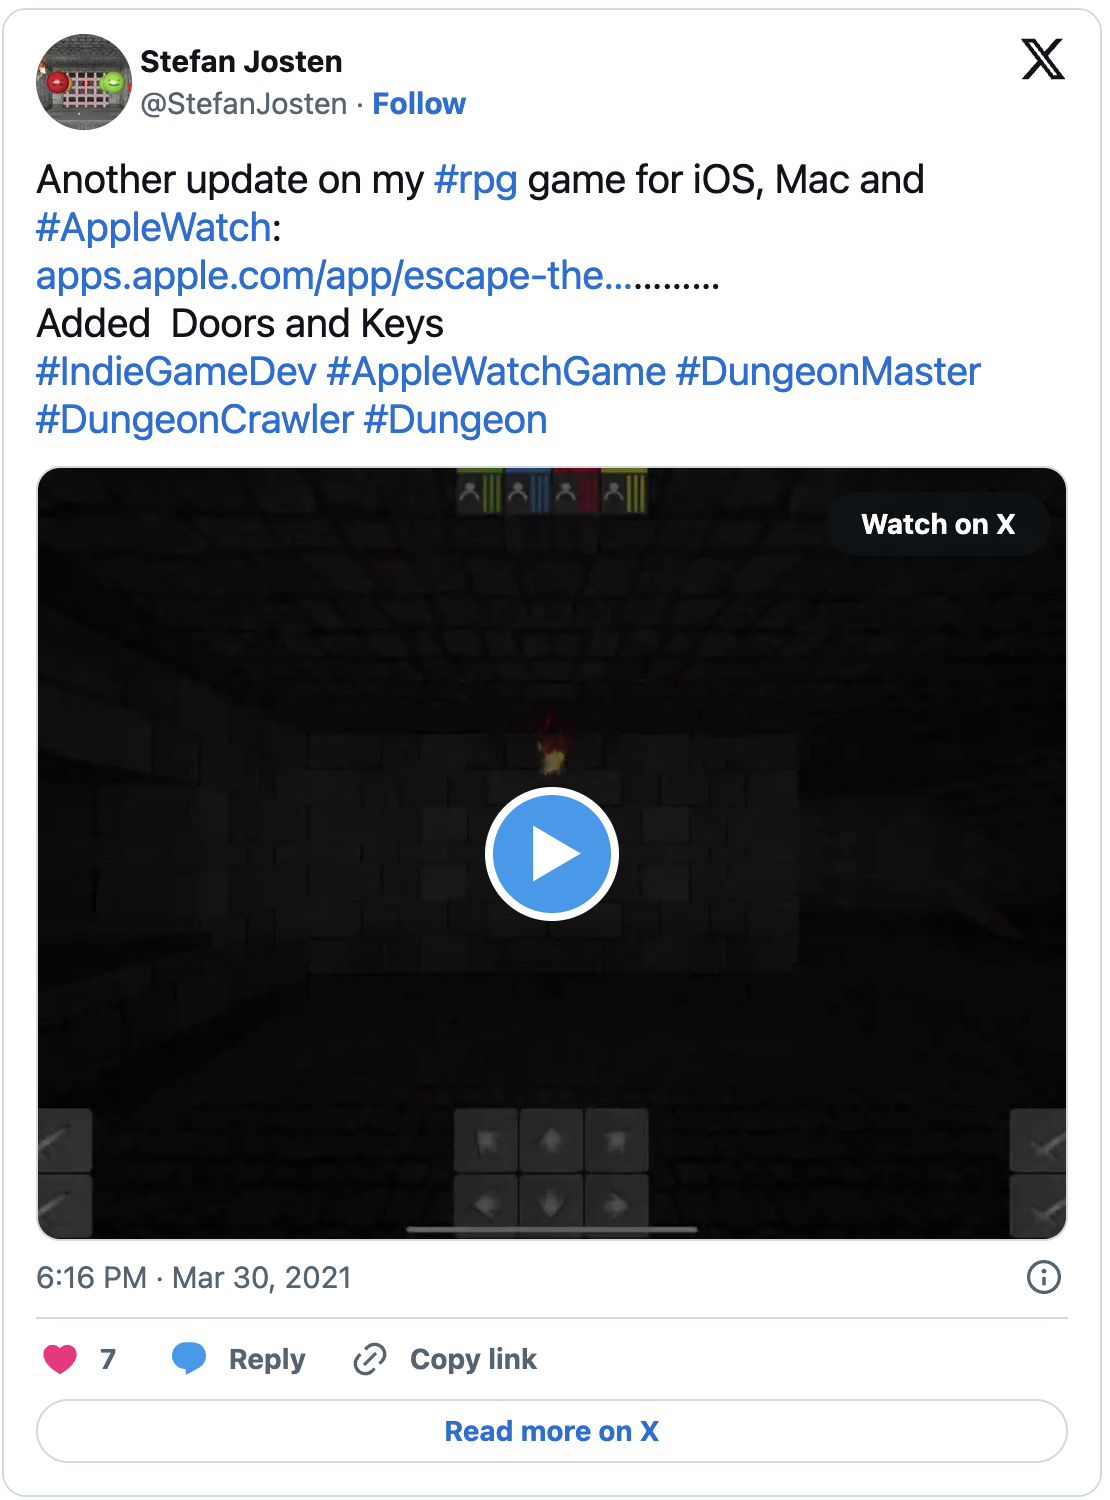 Stefan Josten
@StefanJosten · Follow
Another update on my #rpg game for iOS, Mac and
#AppleWatch:
apps.apple.com/app/escape-the…………
Added  Doors and Keys
#IndieGameDev #AppleWatchGame #DungeonMaster
#DungeonCrawler #Dungeon
Watch on X
6:16 PM · Mar 30, 2021
7 Reply Copy link
Read more on X